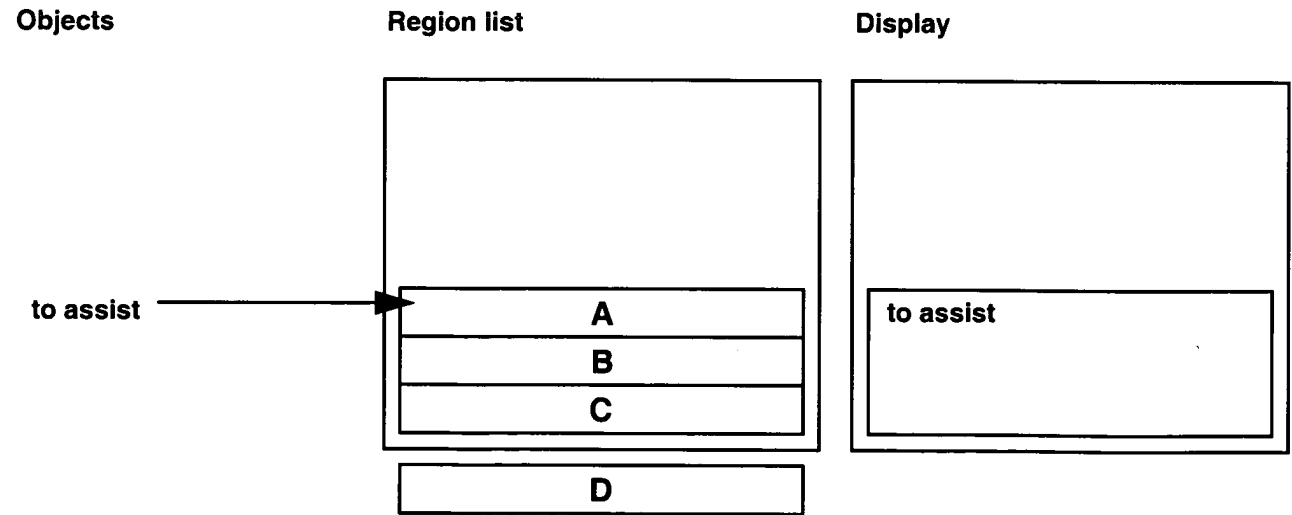 Objects
Region list
Display
to assist
A
to assist
B
C
D